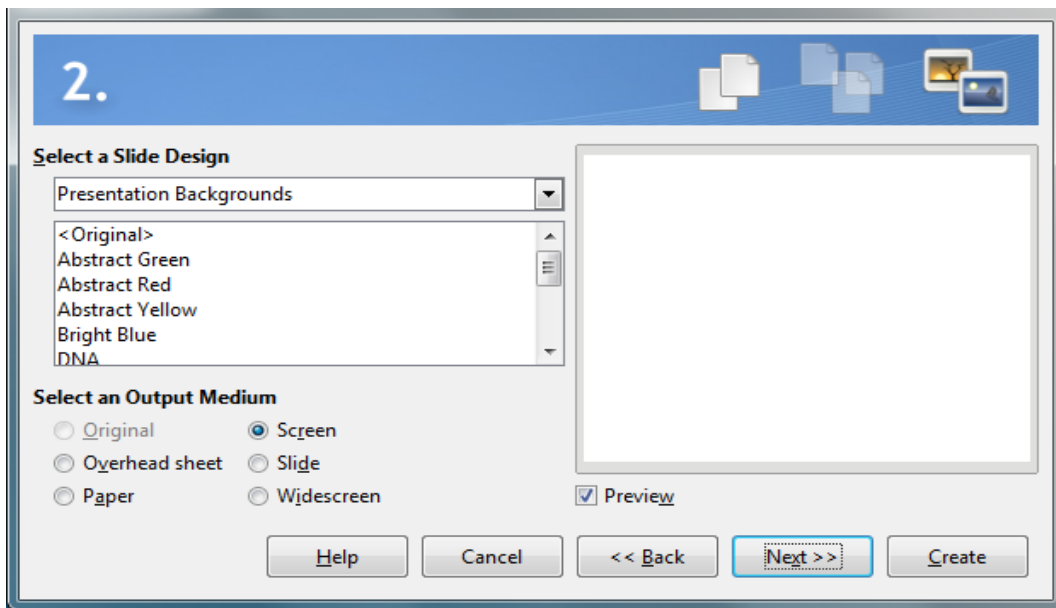 2.
Select a Slide Design
Presentation Backgrounds
<Original>
Abstract Green
Abstract Red
Abstract Yellow
Bright Blue
DNA
Select an Output Medium
Original Screen
Overhead sheet Slide
Paper Widescreen
Preview
Help Cancel << Back Next >> Create